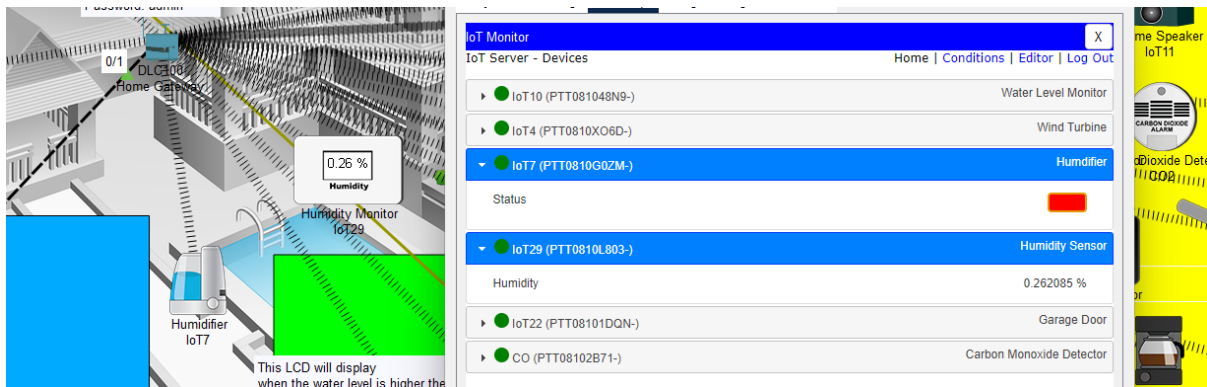 Password: admin
0/1
DLC100
Home Gateway
0.26 %
Humidity
Humidity Monitor
IoT29
Humidifier
IoT7
This LCD will display
when the water level is higher the
IoT Monitor
X
IoT Server - Devices
Home | Conditions | Editor | Log Out
IoT10 (PTT081048N9-)
Water Level Monitor
IoT4 (PTT0810XO6D-)
Wind Turbine
IoT7 (PTT0810G0ZM-)
Humdifier
Status
IoT29 (PTT0810L803-)
Humidity Sensor
Humidity
0.262085 %
IoT22 (PTT08101DQN-)
Garage Door
CO (PTT08102B71-)
Carbon Monoxide Detector
me Speaker
IoT11
CARBON DIOXIDE
ALARM
Dioxide Dete
CO2